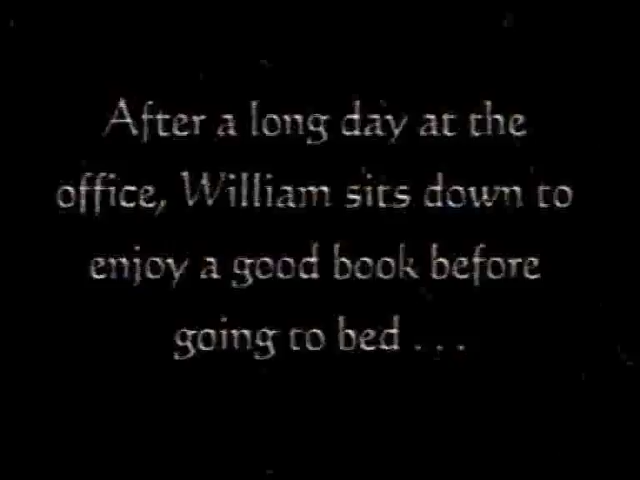 After a long day at the
office, William sits down to
enjoy a good book before
going to bed . . .